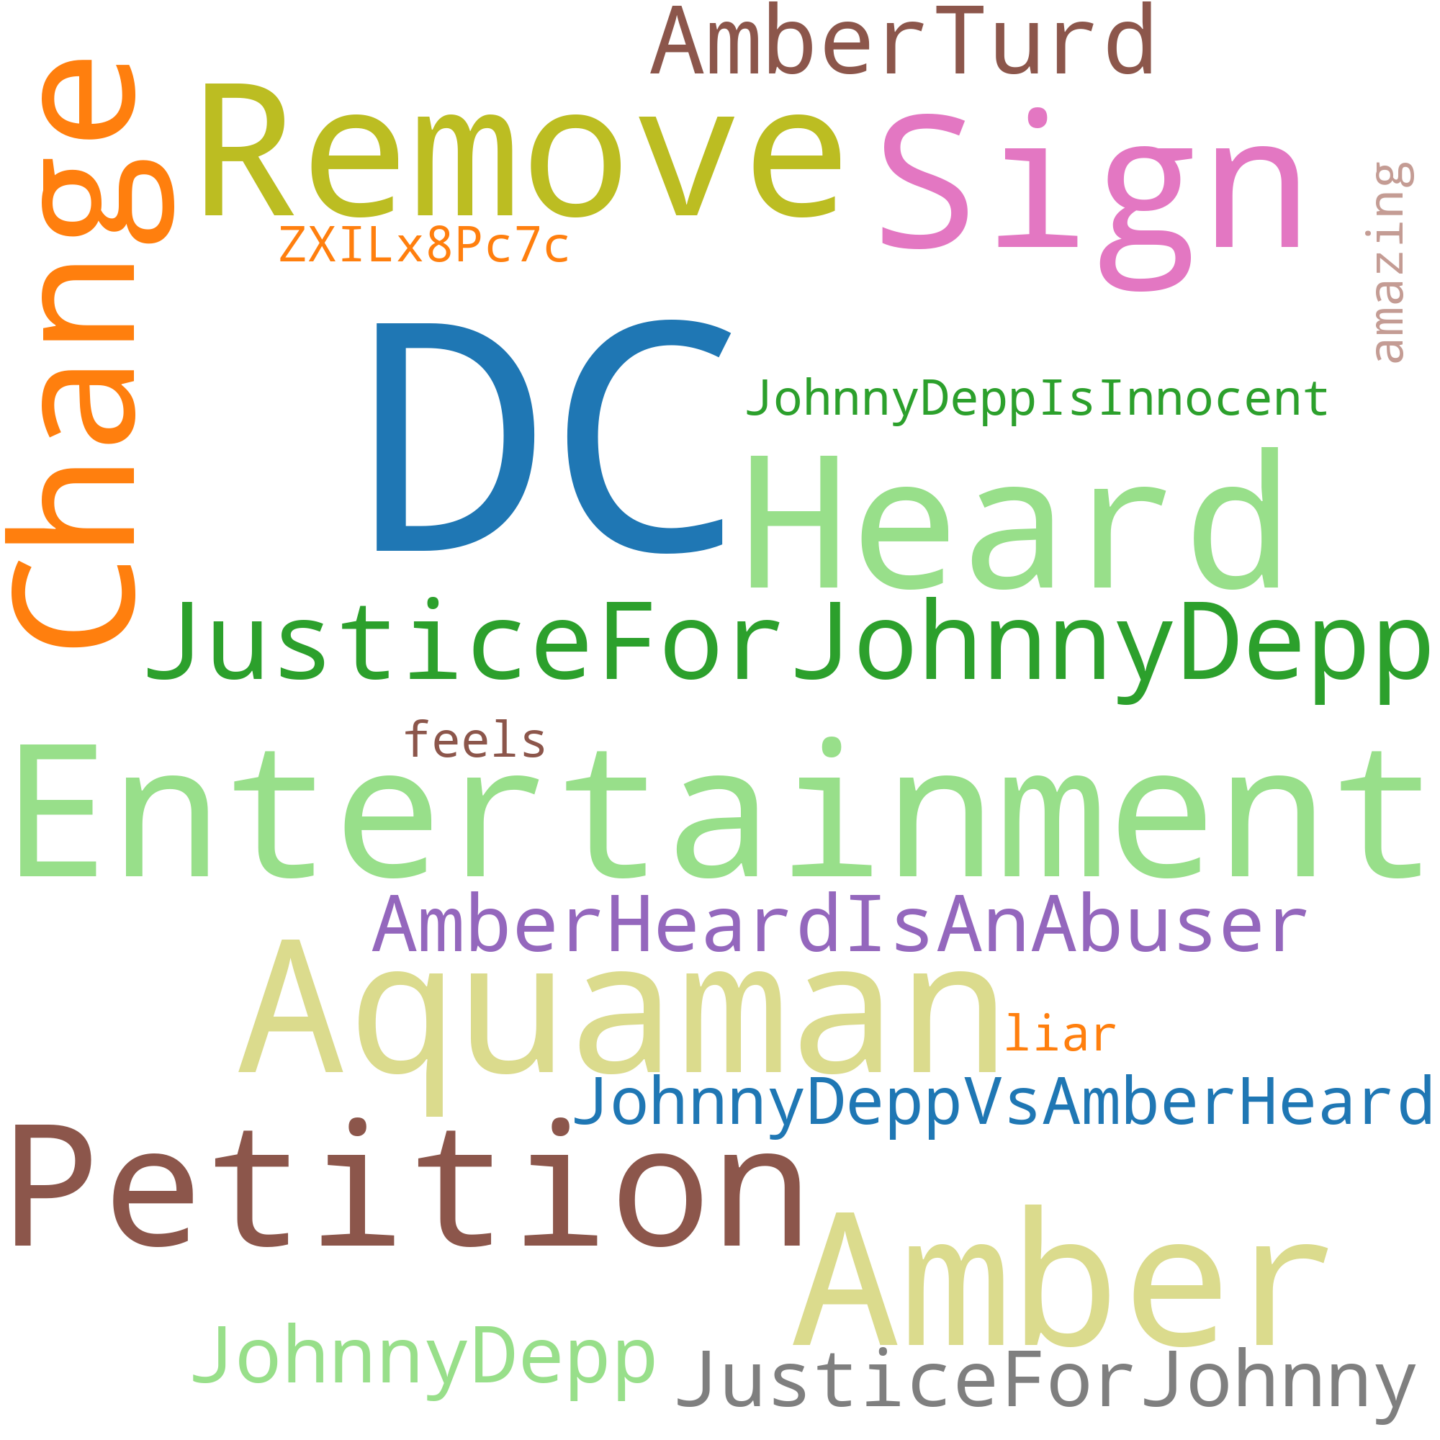 AmberTurd
Change
Remove
Sign
ZXILx8Pc7c
amazing
DC
JohnnyDeppIsInnocent
Heard
JusticeForJohnnyDepp
feels
Entertainment
AmberHeardIsAnAbuser
Aquaman
liar
JohnnyDeppVsAmberHeard
Petition
Amber
JohnnyDepp
JusticeForJohnny